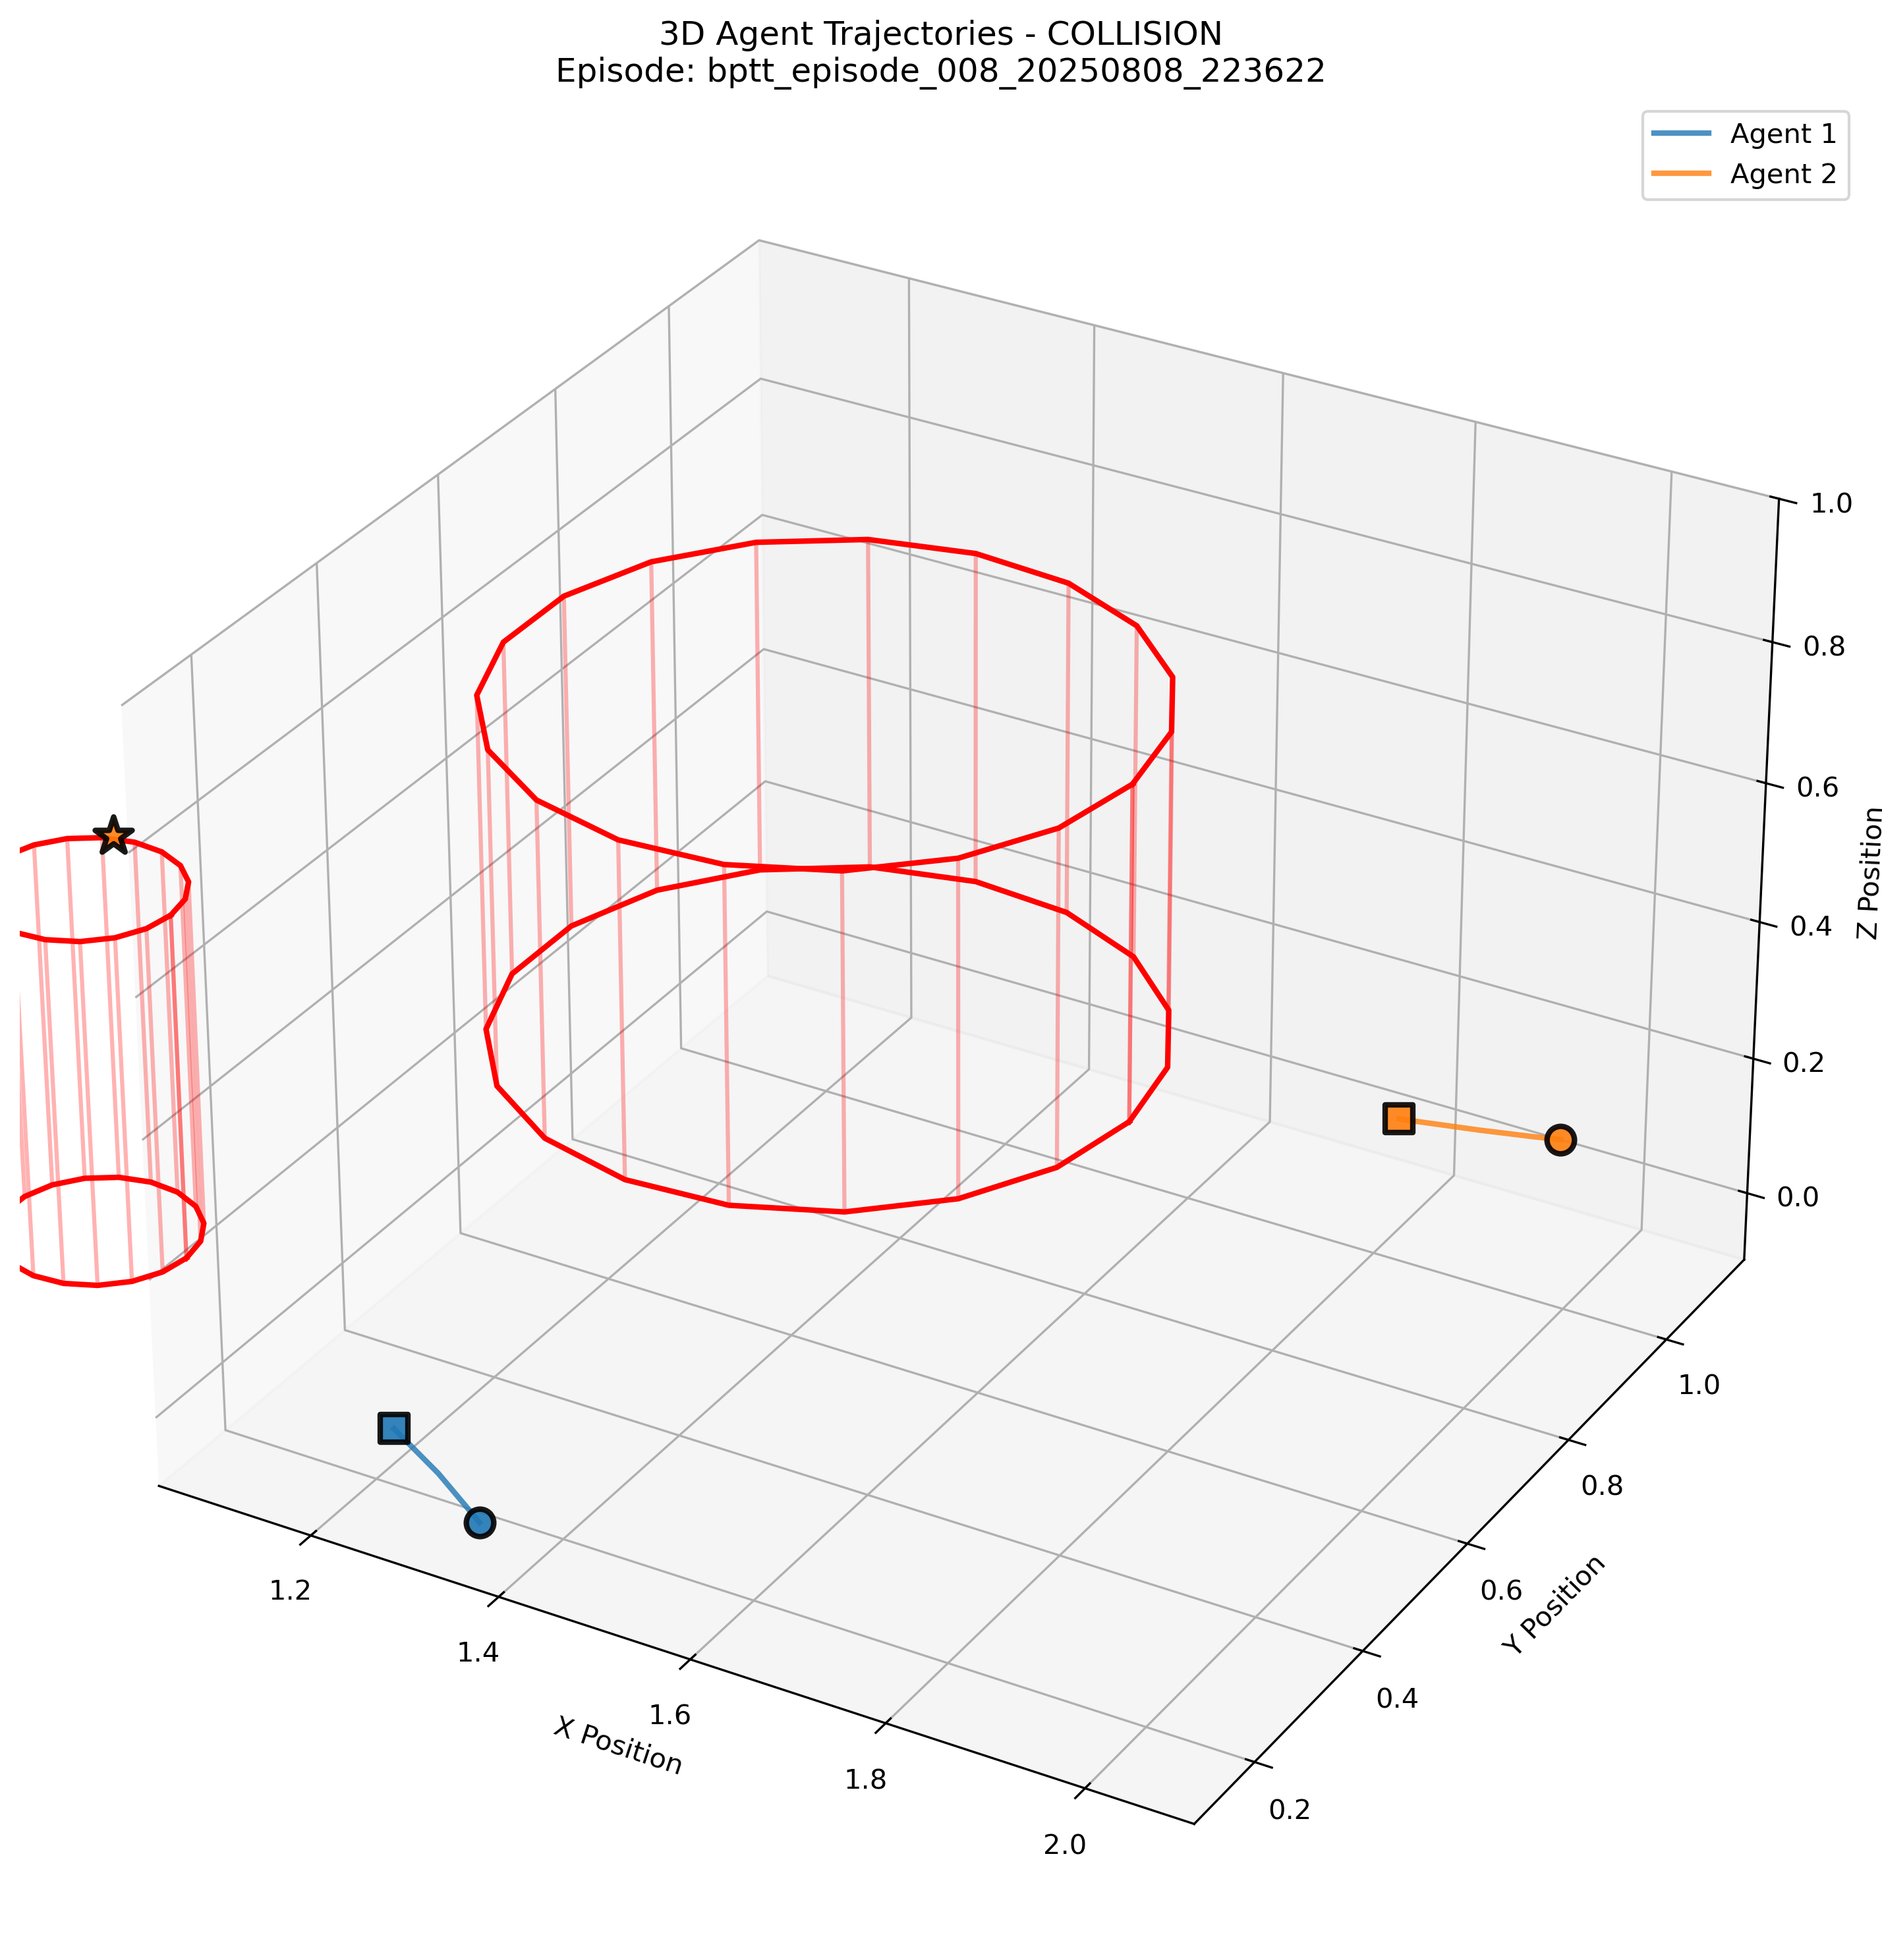 3D Agent Trajectories - COLLISION
Episode: bptt_episode_008_20250808_223622
Agent 1
Agent 2
1.0
0.8
0.6
0.4
0.2
0.0
Z Position
1.0
0.8
0.6
0.4
0.2
Y Position
1.2
1.4
1.6
1.8
2.0
X Position